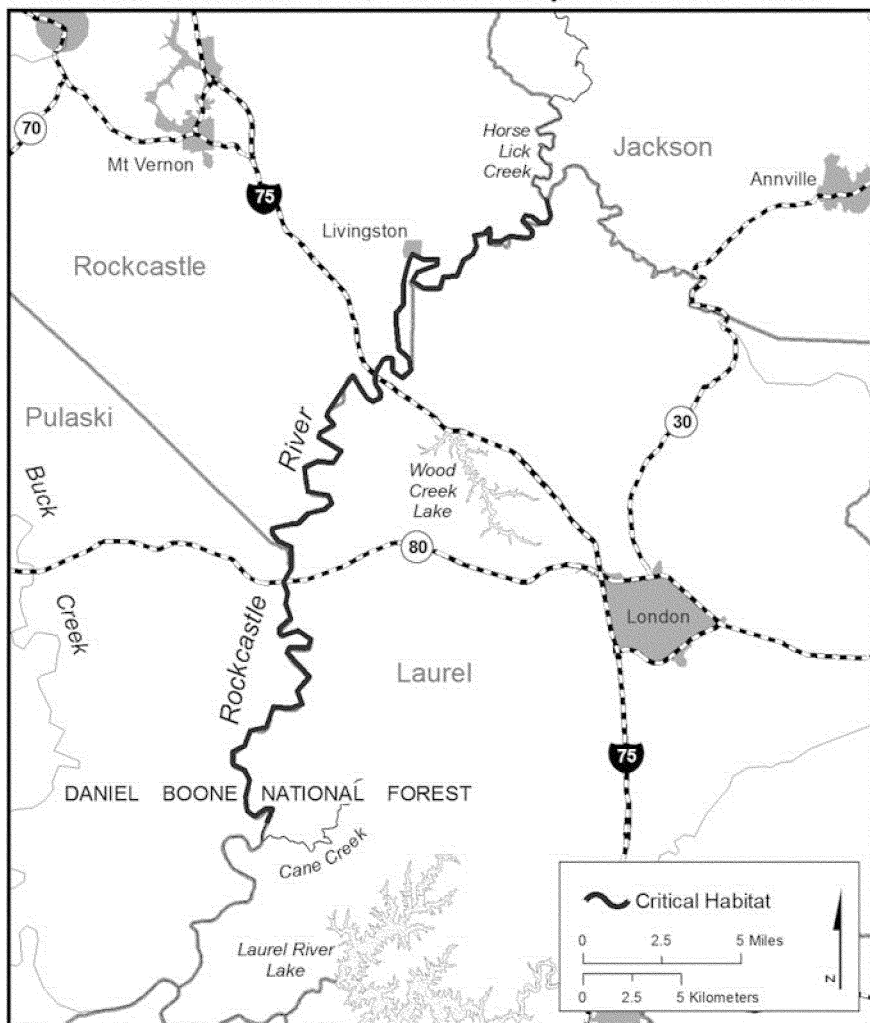 Horse
Lick
Creek
Jackson
70
Mt Vernon
Annville
75
Livingston
Rockcastle
Pulaski
30
River
Buck
Wood
Creek
Lake
80
Creek
London
Rockcastle
Laurel
75
DANIEL BOONE NATIONAL FOREST
Cane Creek
Critical Habitat
0 2.5 5 Miles
Laurel River
Lake
0 2.5 5 Kilometers
N